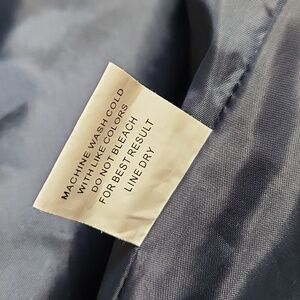 MACHINE WASH COLD
WITH LIKE COLORS
DO NOT BLEACH
FOR BEST RESULT
LINE DRY